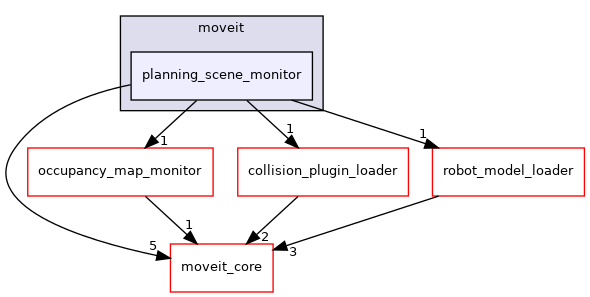 moveit
planning_scene_monitor
1
1
1
occupancy_map_monitor
collision_plugin_loader
robot_model_loader
1
2
5
3
moveit_core